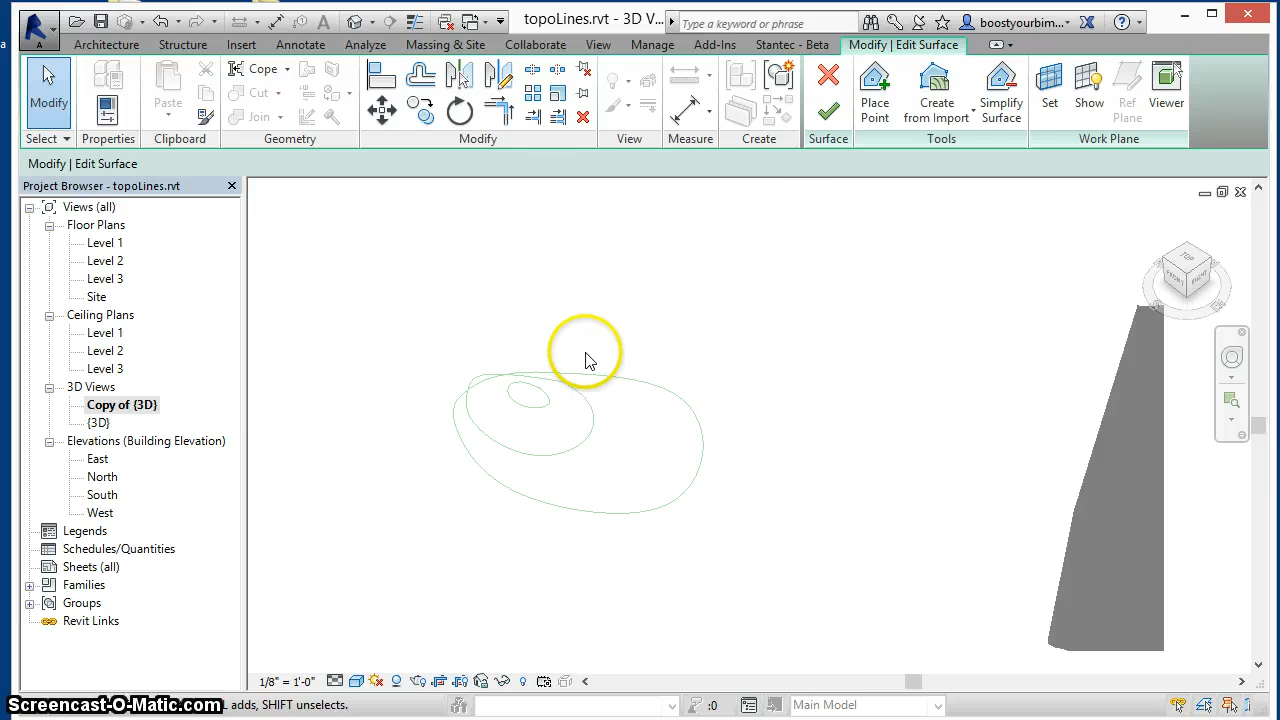 topoLines.rvt - 3D V...
Type a keyword or phrase
boostyourbim...
Architecture
Structure
Insert
Annotate
Analyze
Massing & Site
Collaborate
View
Manage
Add-Ins
Stantec - Beta
Modify | Edit Surface
Modify
Select
Properties
Paste
Clipboard
Cope
Cut
Join
Geometry
Modify
View
Measure
Create
Surface
Place
Point
Create
from Import
Simplify
Surface
Tools
Set
Show
Ref
Plane
Viewer
Work Plane
Modify | Edit Surface
Project Browser - topoLines.rvt
Views (all)
Floor Plans
Level 1
Level 2
Level 3
Site
Ceiling Plans
Level 1
Level 2
Level 3
3D Views
Copy of {3D}
{3D}
Elevations (Building Elevation)
East
North
South
West
Legends
Schedules/Quantities
Sheets (all)
Families
Groups
Revit Links
TOP
FRONT
RIGHT
1/8" = 1'-0"
Screencast-O-Matic.com
adds, SHIFT unselects.
:0
Main Model